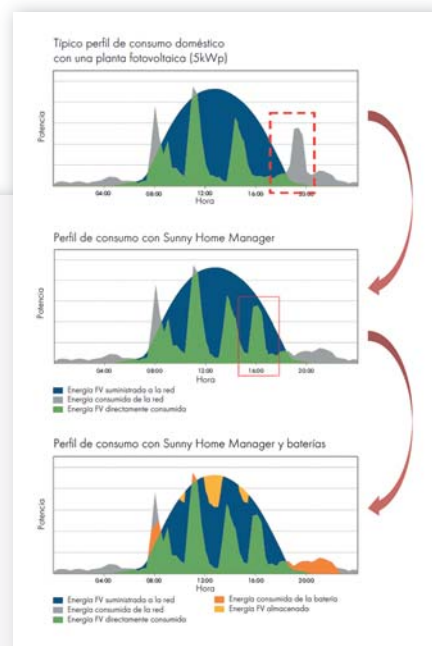 Típico perfil de consumo doméstico
con una planta fotovoltaica (5kWp)
Potencia
04:00 08:00 12:00 16:00 20:00
Hora
Perfil de consumo con Sunny Home Manager
Potencia
04:00 08:00 12:00 16:00 20:00
Hora
Energía FV suministrada a la red
Energía consumida de la red
Energía FV directamente consumida
Perfil de consumo con Sunny Home Manager y baterías
Potencia
04:00 08:00 12:00 16:00 20:00
Hora
Energía FV suministrada a la red
Energía consumida de la red
Energía FV directamente consumida
Energía consumida de la batería
Energía FV almacenada